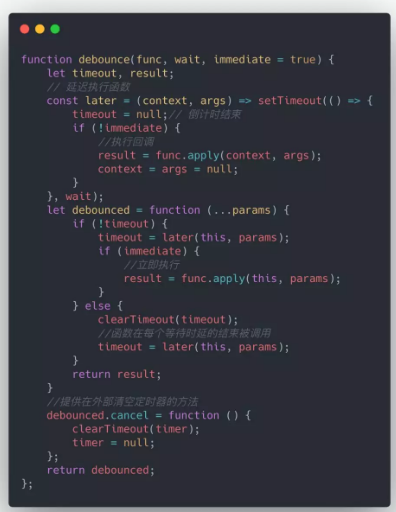 function debounce(func, wait, immediate = true) {
    let timeout, result;
    // 延迟执行函数
    const later = (context, args) => setTimeout(() => {
        timeout = null;// 倒计时结束
        if (!immediate) {
            //执行回调
            result = func.apply(context, args);
            context = args = null;
        }
    }, wait);
    let debounced = function (...params) {
        if (!timeout) {
            timeout = later(this, params);
            if (immediate) {
                //立即执行
                result = func.apply(this, params);
            }
        } else {
            clearTimeout(timeout);
            //函数在每个等待时延的结束被调用
            timeout = later(this, params);
        }
        return result;
    }
    //提供在外部清空定时器的方法
    debounced.cancel = function () {
        clearTimeout(timer);
        timer = null;
    };
    return debounced;
};